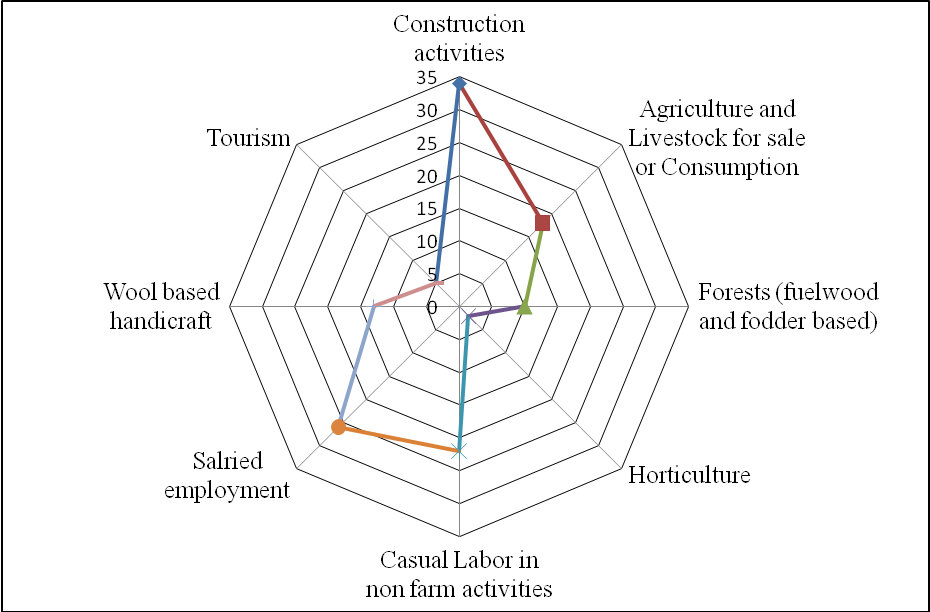 Construction
activities
35
30
25
20
15
10
5
0
Agriculture and
Livestock for sale
or Consumption
Forests (fuelwood
and fodder based)
Horticulture
Casual Labor in
non farm activities
Salried
employment
Wool based
handicraft
Tourism